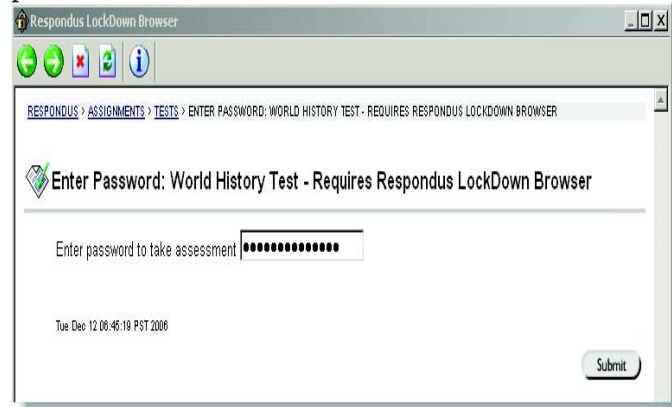 Respondus LockDown Browser
RESPONDUS > ASSIGNMENTS > TESTS > ENTER PASSWORD: WORLD HISTORY TEST - REQUIRES RESPONDUS LOCKDOWN BROWSER
Enter Password: World History Test - Requires Respondus LockDown Browser
Enter password to take assessment ••••••••••••••
Tue Dec 12 06:45:19 PST 2006
Submit